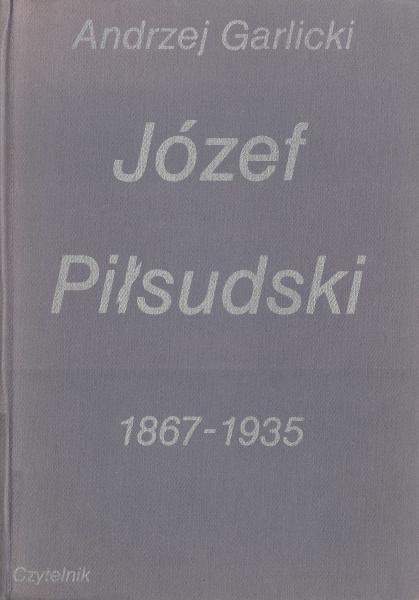 Andrzej Garlicki
Józef
Piłsudski
1867-1935
Czytelnik